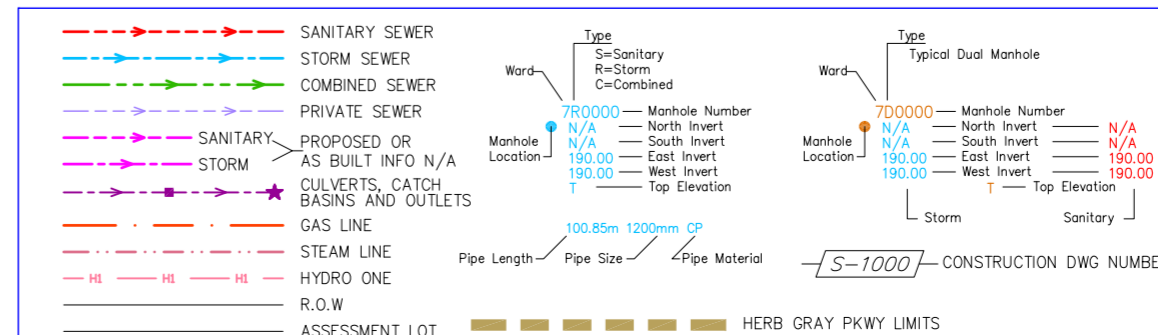 SANITARY SEWER
STORM SEWER
COMBINED SEWER
PRIVATE SEWER
SANITARY
STORM
PROPOSED OR
AS BUILT INFO N/A
CULVERTS, CATCH
BASINS AND OUTLETS
GAS LINE
STEAM LINE
H1 H1 H1 HYDRO ONE
R.O.W
ASSESSMENT LOT
Type
S=Sanitary
R=Storm
C=Combined
Ward
7R0000 Manhole Number
N/A North Invert
N/A South Invert
190.00 East Invert
190.00 West Invert
T Top Elevation
Manhole
Location
100.85m 1200mm CP
Pipe Length Pipe Size Pipe Material
HERB GRAY PKWY LIMITS
Type
Typical Dual Manhole
Ward
7D0000 Manhole Number
N/A North Invert N/A
N/A South Invert N/A
190.00 East Invert 190.00
190.00 West Invert 190.00
T Top Elevation
Manhole
Location
Storm Sanitary
S-1000 CONSTRUCTION DWG NUMBE